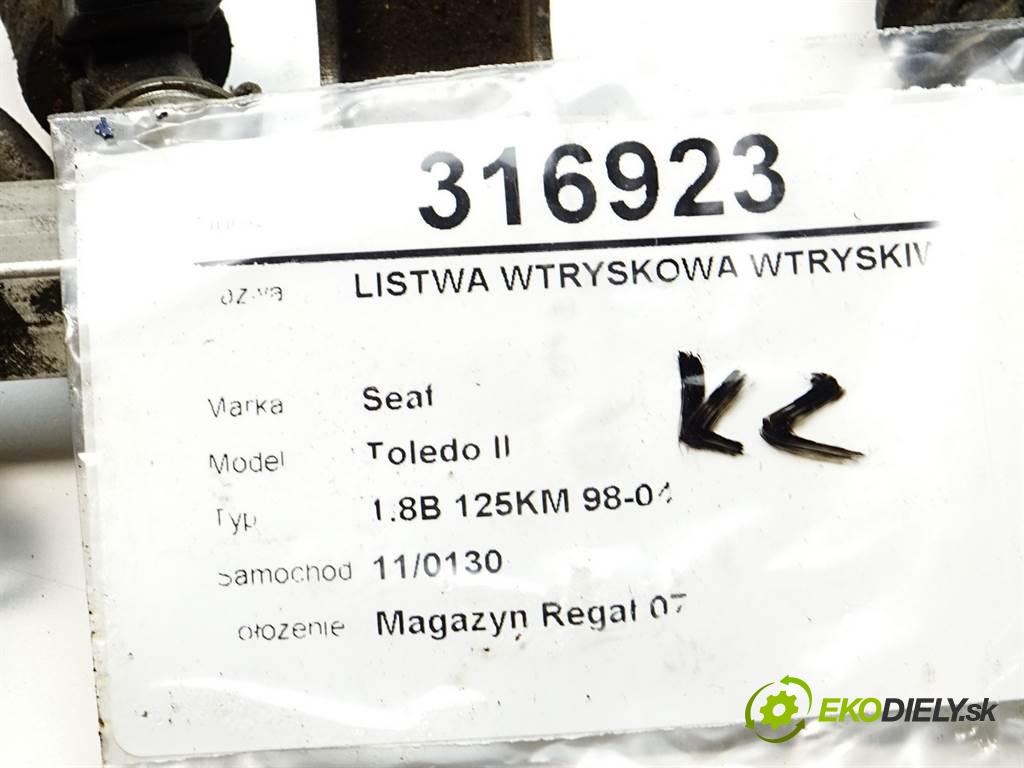 316923
LISTWA WTRYSKOWA WTRYSKIW
Marka Seat
Model Toledo II
Typ 1.8B 125KM 98-04
Samochod 11/0130
Magazyn Regał 07
KC
EKODIELY.sk